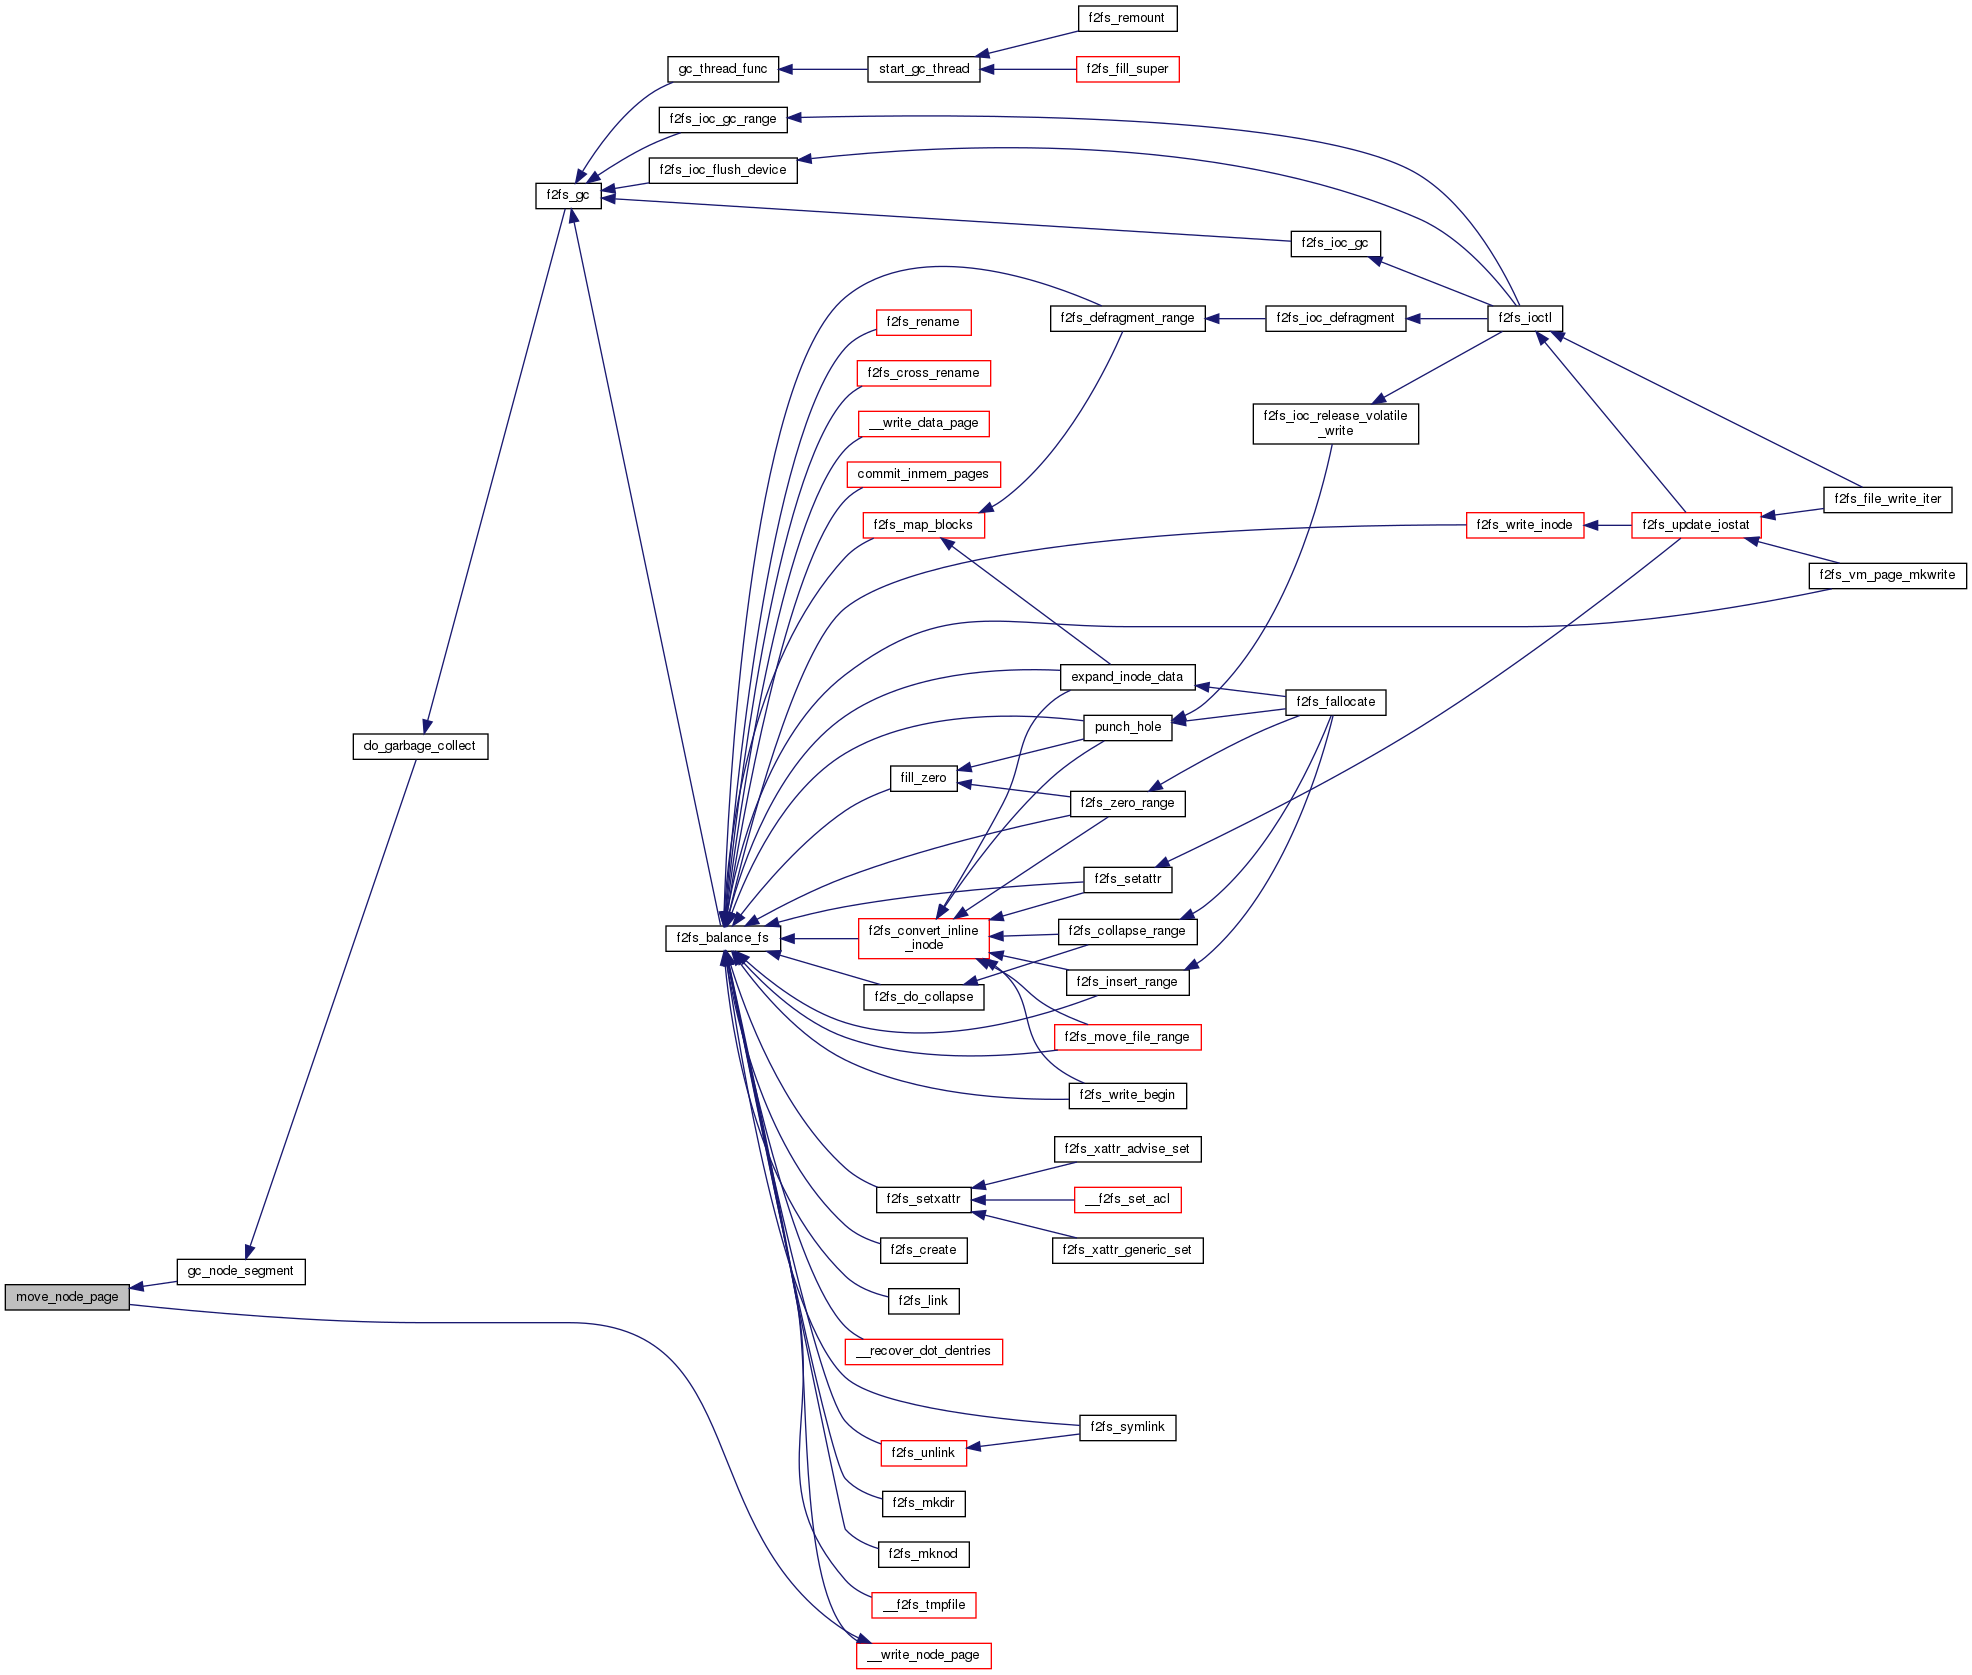 f2fs_remount
gc_thread_func
start_gc_thread
f2fs_fill_super
f2fs_ioc_gc_range
f2fs_ioc_flush_device
f2fs_gc
f2fs_ioc_gc
f2fs_defragment_range
f2fs_ioc_defragment
f2fs_ioctl
f2fs_rename
f2fs_cross_rename
__write_data_page
f2fs_ioc_release_volatile
_write
commit_inmem_pages
f2fs_map_blocks
f2fs_write_inode
f2fs_update_iostat
f2fs_file_write_iter
f2fs_vm_page_mkwrite
expand_inode_data
f2fs_fallocate
punch_hole
do_garbage_collect
fill_zero
f2fs_zero_range
f2fs_setattr
f2fs_balance_fs
f2fs_convert_inline
_inode
f2fs_collapse_range
f2fs_insert_range
f2fs_do_collapse
f2fs_move_file_range
f2fs_write_begin
f2fs_xattr_advise_set
f2fs_setxattr
__f2fs_set_acl
f2fs_xattr_generic_set
f2fs_create
gc_node_segment
move_node_page
f2fs_link
__recover_dot_dentries
f2fs_symlink
f2fs_unlink
f2fs_mkdir
f2fs_mknod
__f2fs_tmpfile
__write_node_page